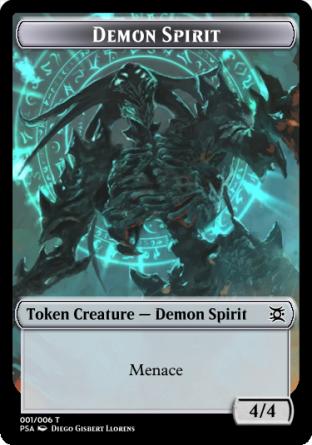 DEMON SPIRIT
Token Creature — Demon Spirit
Menace
4/4
001/006 T
PSA DIEGO GISBERT LLORENS